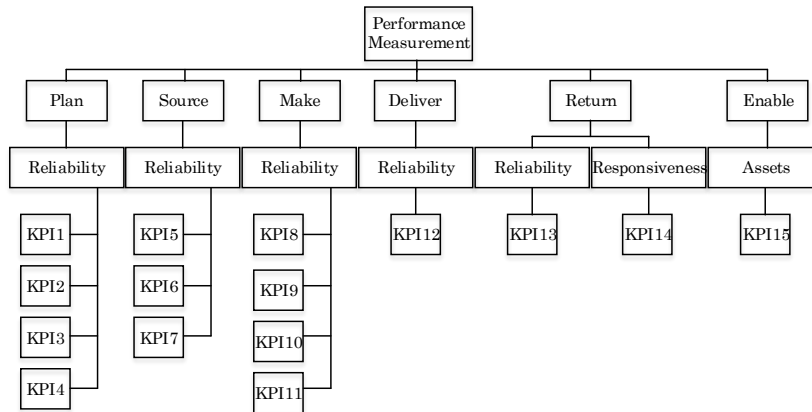 Performance
Measurement
Plan
Source
Make
Deliver
Return
Enable
Reliability
Reliability
Reliability
Reliability
Reliability
Responsiveness
Assets
KPI1
KPI5
KPI8
KPI12
KPI13
KPI14
KPI15
KPI2
KPI6
KPI9
KPI3
KPI7
KPI10
KPI4
KPI11